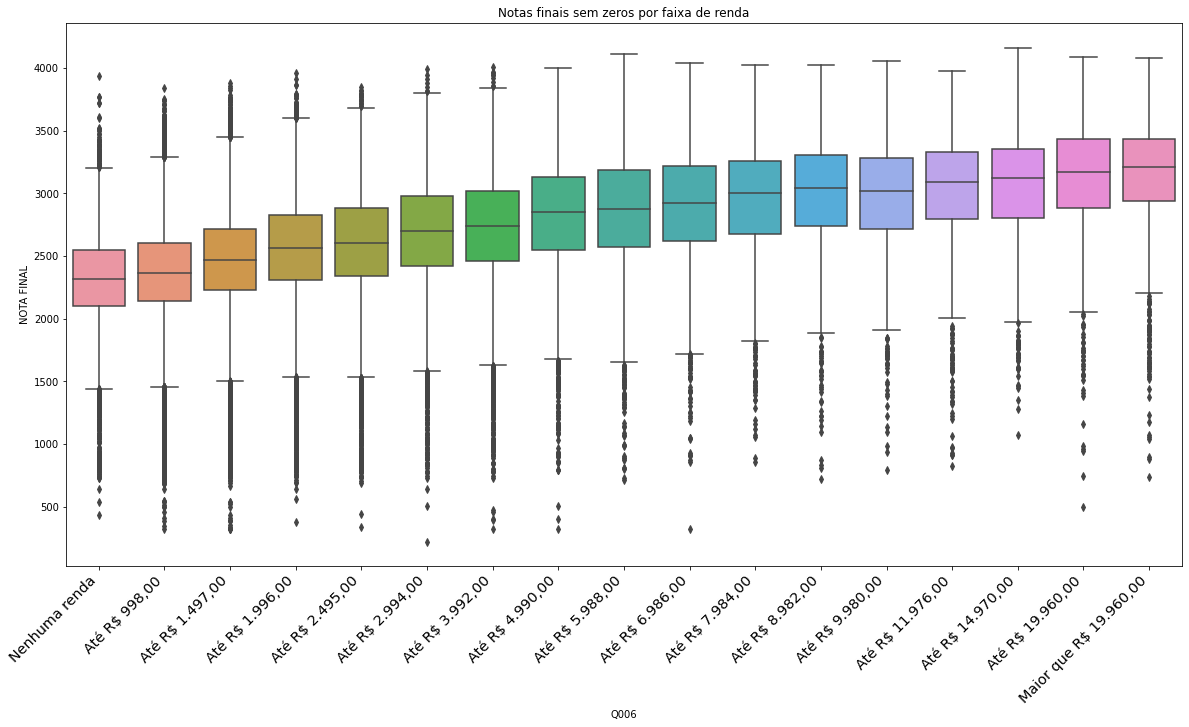 Notas finais sem zeros por faixa de renda
NOTA FINAL
4000
3500
3000
2500
2000
1500
1000
500
Nenhuma renda
Até R$ 998,00
Até R$ 1.497,00
Até R$ 1.996,00
Até R$ 2.495,00
Até R$ 2.994,00
Até R$ 3.992,00
Até R$ 4.990,00
Até R$ 5.988,00
Até R$ 6.986,00
Até R$ 7.984,00
Até R$ 8.982,00
Até R$ 9.980,00
Até R$ 11.976,00
Até R$ 14.970,00
Até R$ 19.960,00
Maior que R$ 19.960,00
Q006